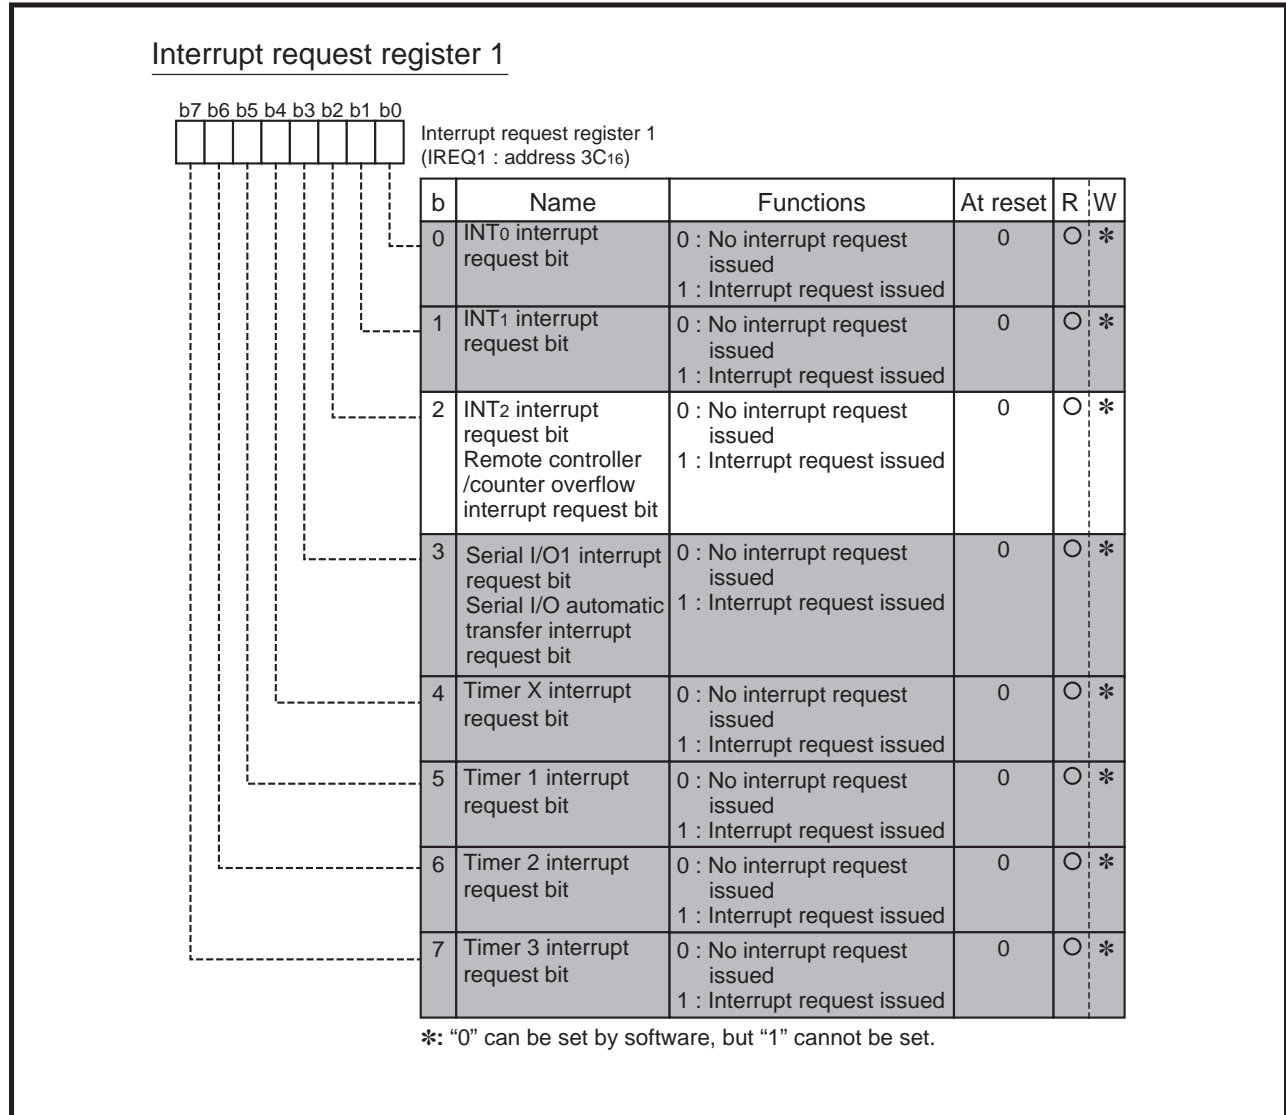 Interrupt request register 1
b7 b6 b5 b4 b3 b2 b1 b0
Interrupt request register 1
(IREQ1 : address 3C16)
b Name Functions At reset R W
0 INT0 interrupt 0 : No interrupt request 0 O ✻
request bit issued
1 : Interrupt request issued
1 INT1 interrupt 0 : No interrupt request 0 O ✻
request bit issued
1 : Interrupt request issued
2 INT2 interrupt 0 : No interrupt request 0 O ✻
request bit issued
Remote controller 1 : Interrupt request issued
/counter overflow
interrupt request bit
3 Serial I/O1 interrupt 0 : No interrupt request 0 O ✻
request bit issued
Serial I/O automatic 1 : Interrupt request issued
transfer interrupt
request bit
4 Timer X interrupt 0 : No interrupt request 0 O ✻
request bit issued
1 : Interrupt request issued
5 Timer 1 interrupt 0 : No interrupt request 0 O ✻
request bit issued
1 : Interrupt request issued
6 Timer 2 interrupt 0 : No interrupt request 0 O ✻
request bit issued
1 : Interrupt request issued
7 Timer 3 interrupt 0 : No interrupt request 0 O ✻
request bit issued
1 : Interrupt request issued
✻: “0” can be set by software, but “1” cannot be set.